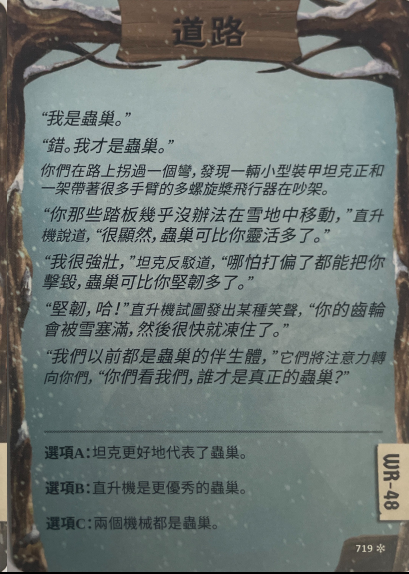 道路
“我是蟲巢。”
“錯。我才是蟲巢。”
你們在路上拐過一個彎，發現一輛小型裝甲坦克正和
一架帶著很多手臂的多螺旋槳飛行器在吵架。
“你那些踏板幾乎沒辦法在雪地中移動，”直升
機說道，“很顯然，蟲巢可比你靈活多了。”
“我很強壯，”坦克反駁道，“哪怕打偏了都能把你
擊毀，蟲巢可比你堅韌多了。”
“堅韌，哈！”直升機試圖發出某種笑聲，“你的齒輪
會被雪塞滿，然後很快就凍住了。”
“我們以前都是蟲巢的伴生體，”它們將注意力轉
向你們，“你們看我們，誰才是真正的蟲巢？”
選項A：坦克更好地代表了蟲巢。
選項B：直升機是更優秀的蟲巢。
選項C：兩個機械都是蟲巢。
WR-48
719